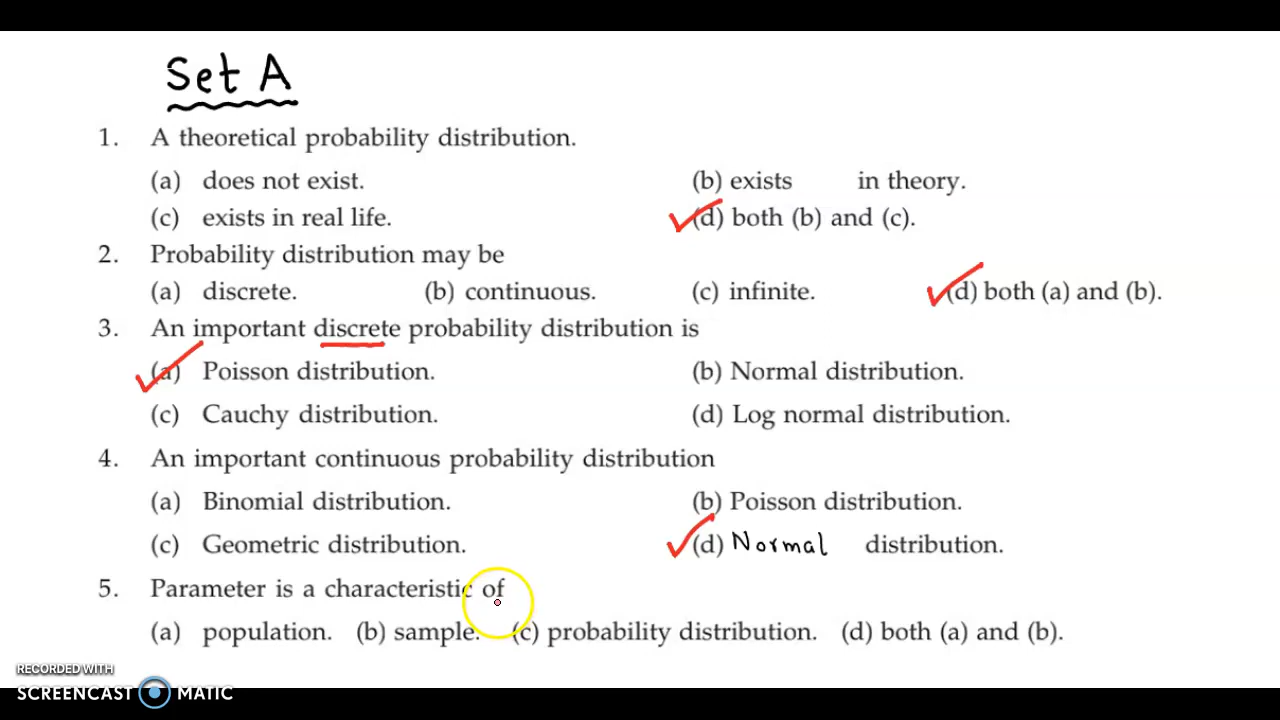 Set A
1. A theoretical probability distribution.
(a) does not exist. (b) exists in theory.
(c) exists in real life. (d) both (b) and (c).
2. Probability distribution may be
(a) discrete. (b) continuous. (c) infinite. (d) both (a) and (b).
3. An important discrete probability distribution is
(a) Poisson distribution. (b) Normal distribution.
(c) Cauchy distribution. (d) Log normal distribution.
4. An important continuous probability distribution
(a) Binomial distribution. (b) Poisson distribution.
(c) Geometric distribution. (d) Normal distribution.
5. Parameter is a characteristic of
(a) population. (b) sample. (c) probability distribution. (d) both (a) and (b).
RECORDED WITH
SCREENCAST MATIC